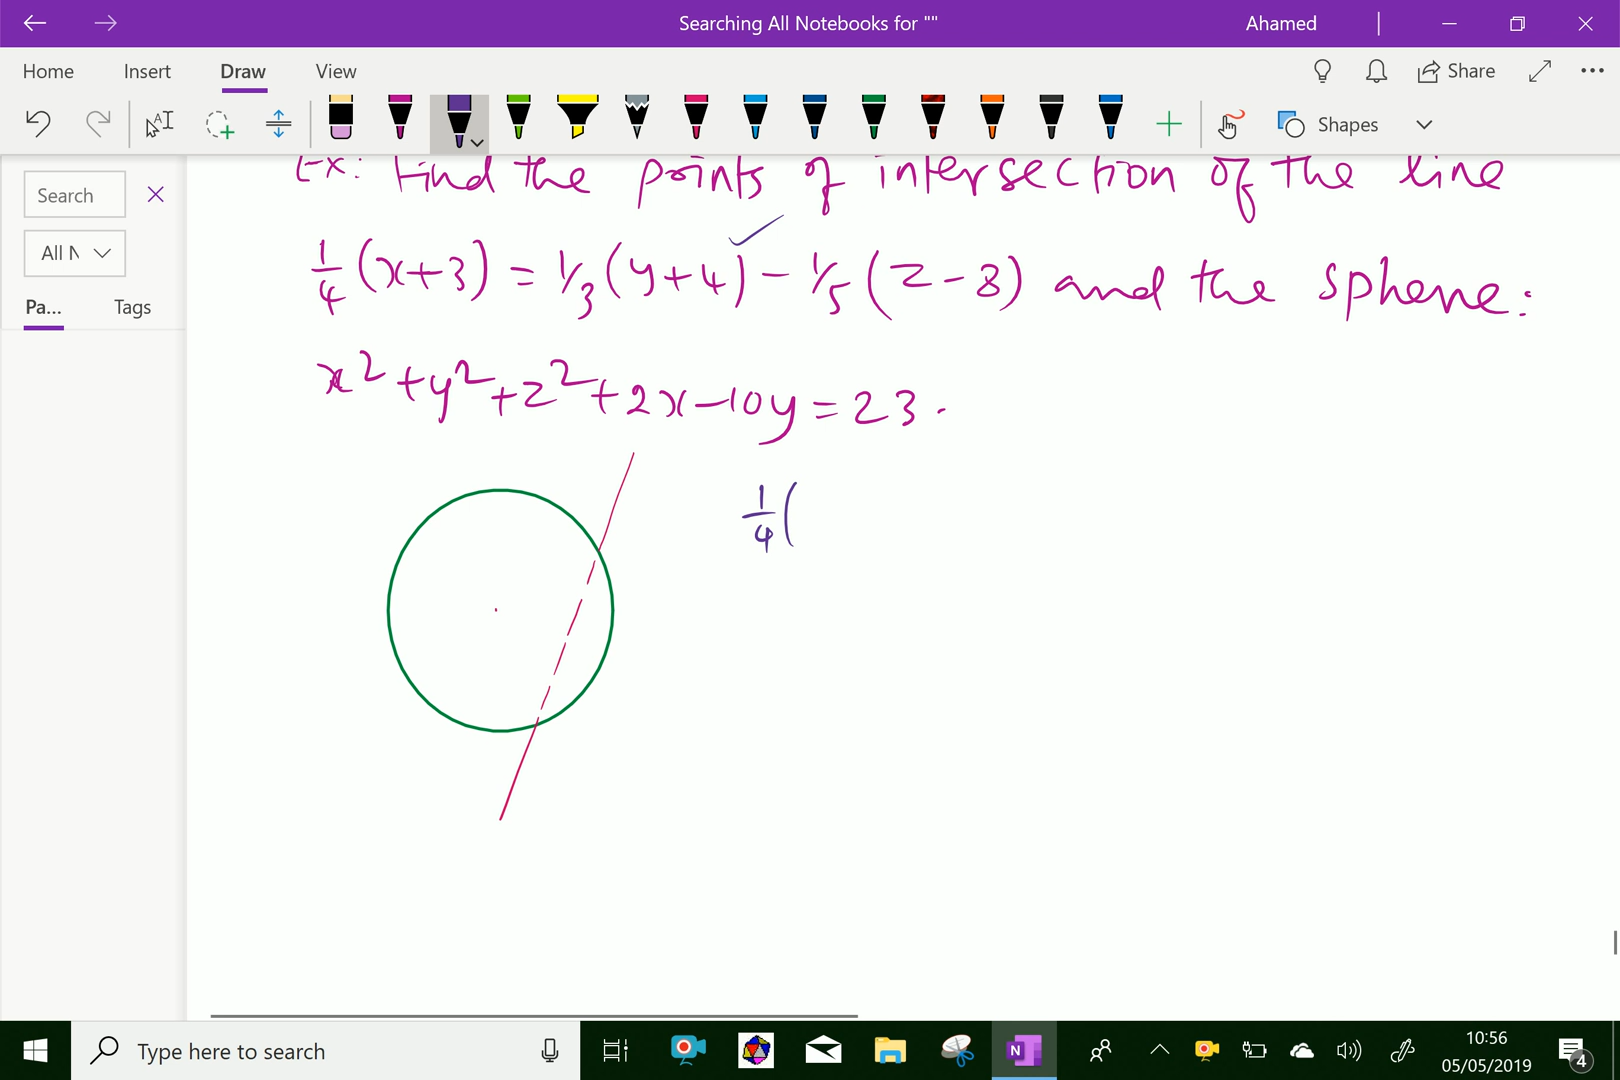 Searching All Notebooks for "" Ahamed
Home Insert Draw View Share
Shapes
Search
All N
Pa... Tags
Ex: Find the points of intersection of the line
1/4 (x+3) = 1/3 (y+4) - 1/5 (z-8) and the sphere:
x² + y² + z² + 2x - 10y = 23.
1/4 (
Type here to search
10:56
05/05/2019
4